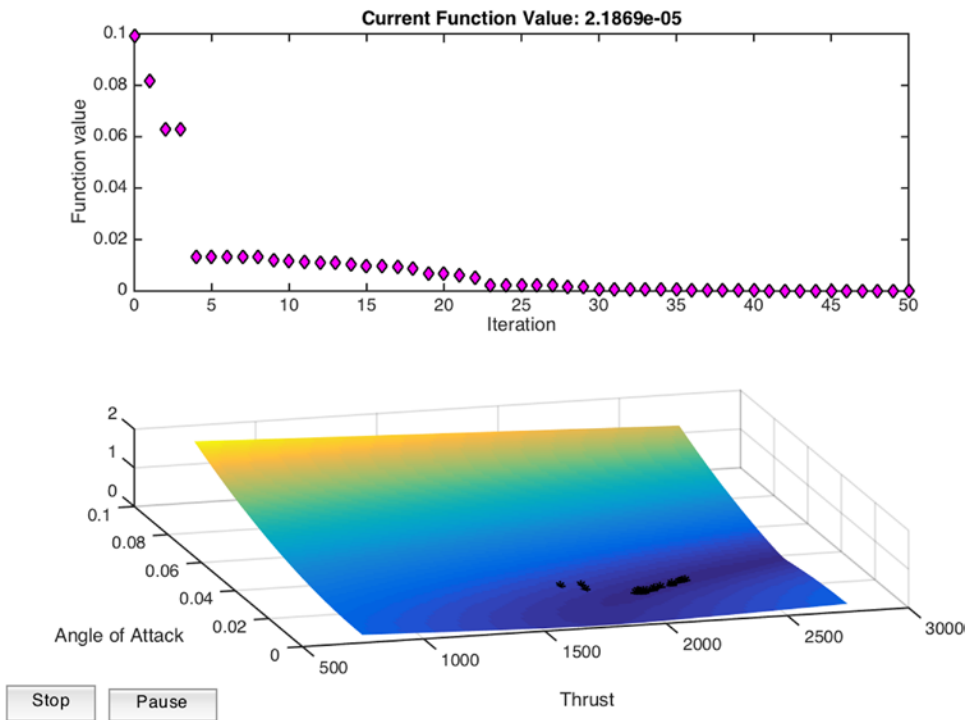 Current Function Value: 2.1869e-05
0.1
0.08
0.06
0.04
0.02
0
Function value
0 5 10 15 20 25 30 35 40 45 50
Iteration
2
1
0
0.1
0.08
0.06
0.04
0.02
0
Angle of Attack
500 1000 1500 2000 2500 3000
Thrust
Stop Pause